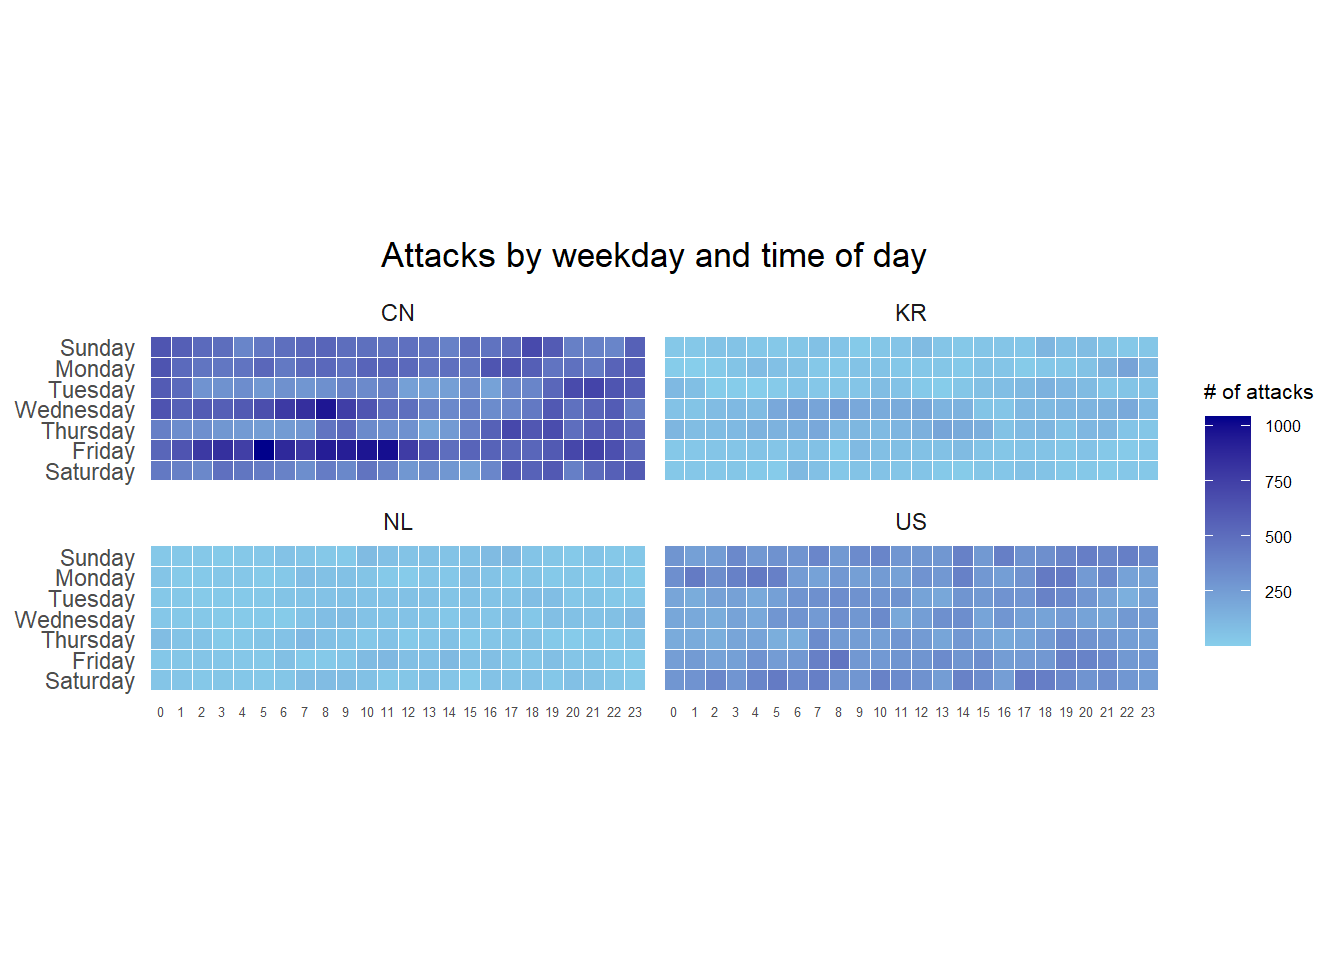 Attacks by weekday and time of day
CN
KR
Sunday
Monday
Tuesday
Wednesday
Thursday
Friday
Saturday
# of attacks
1000
750
500
250
NL
US
Sunday
Monday
Tuesday
Wednesday
Thursday
Friday
Saturday
0 1 2 3 4 5 6 7 8 9 10 11 12 13 14 15 16 17 18 19 20 21 22 23
0 1 2 3 4 5 6 7 8 9 10 11 12 13 14 15 16 17 18 19 20 21 22 23